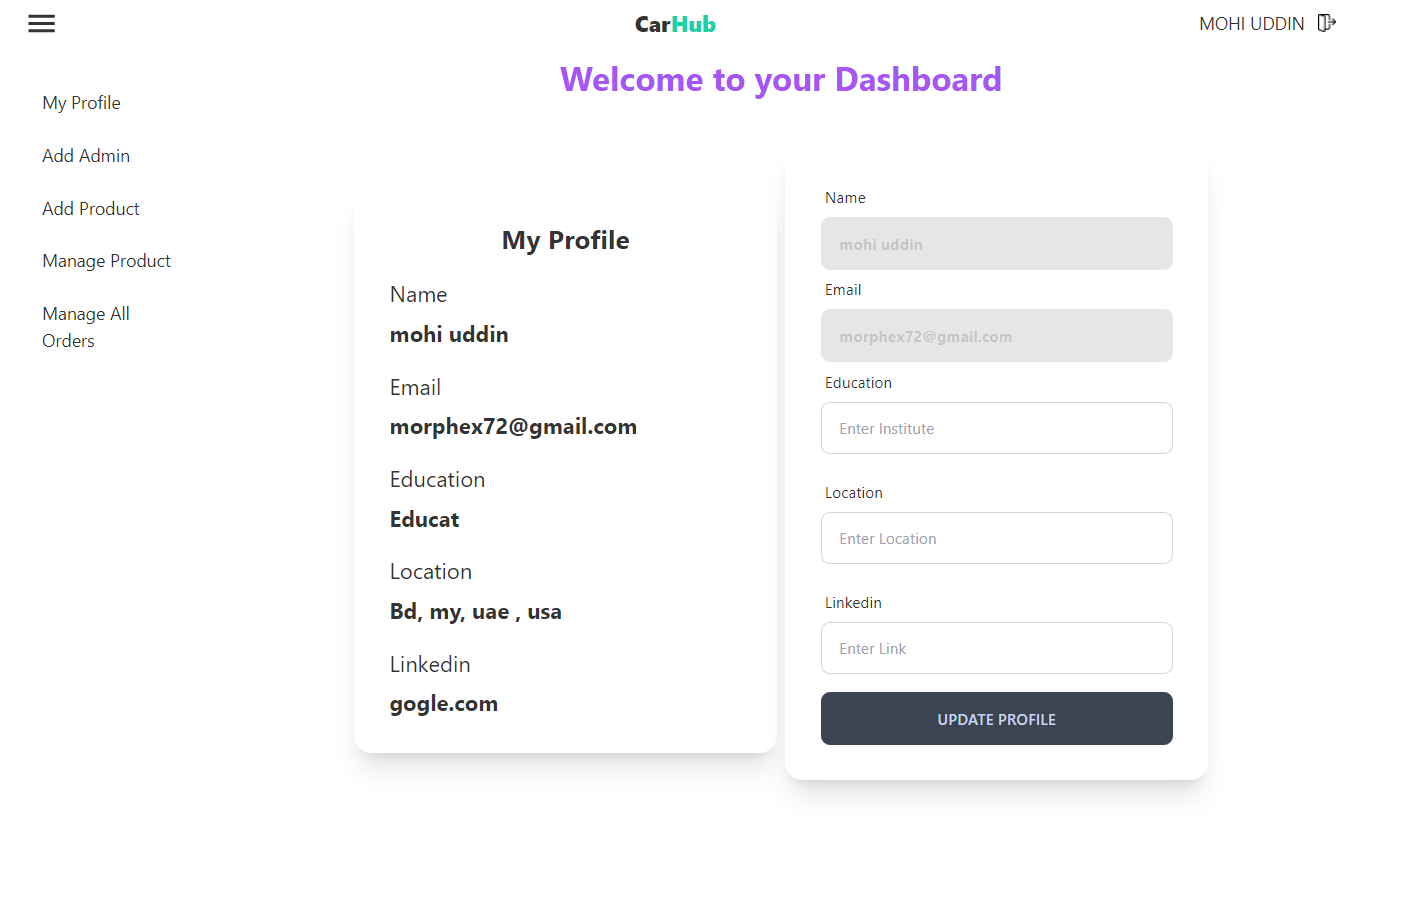 CarHub
MOHI UDDIN
Welcome to your Dashboard
My Profile
Add Admin
Add Product
Manage Product
Manage All
Orders
My Profile
Name
mohi uddin
Email
morphex72@gmail.com
Education
Educat
Location
Bd, my, uae , usa
Linkedin
gogle.com
Name
mohi uddin
Email
morphex72@gmail.com
Education
Enter Institute
Location
Enter Location
Linkedin
Enter Link
UPDATE PROFILE